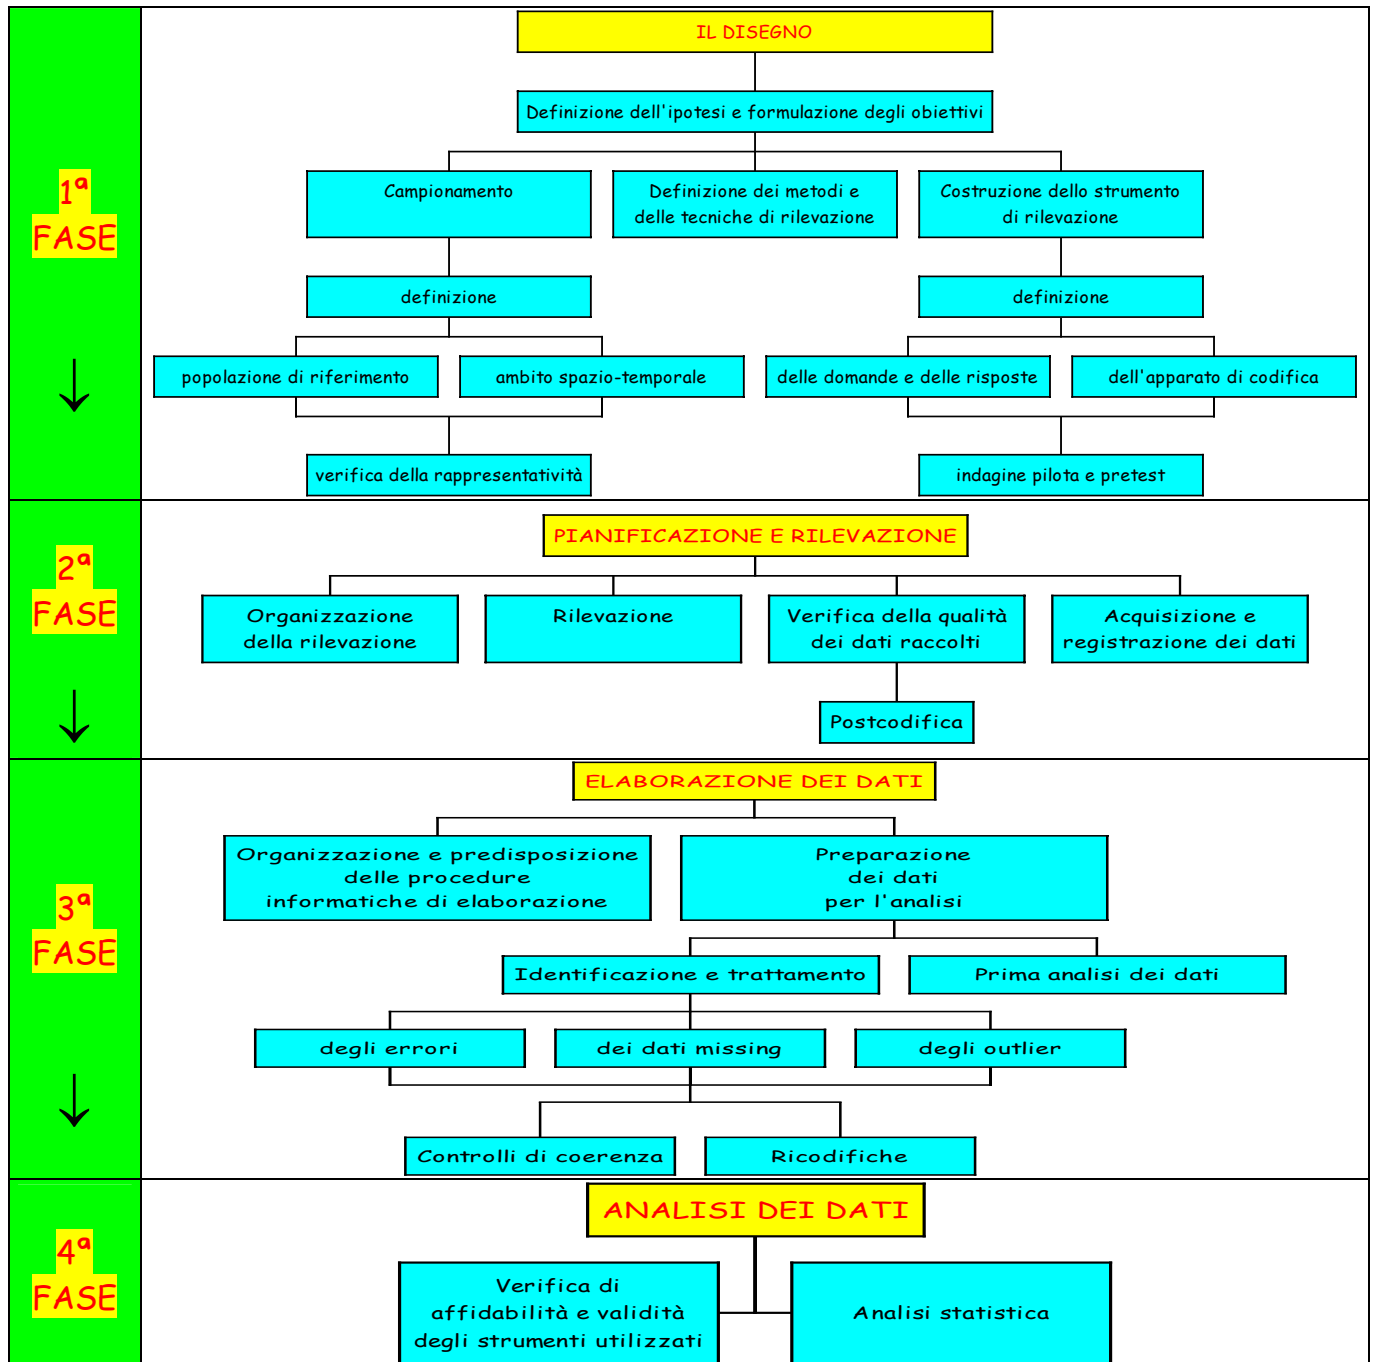 IL DISEGNO
Definizione dell'ipotesi e formulazione degli obiettivi
1ª
FASE
Campionamento
Definizione dei metodi e
delle tecniche di rilevazione
Costruzione dello strumento
di rilevazione
definizione
definizione
popolazione di riferimento
ambito spazio-temporale
delle domande e delle risposte
dell'apparato di codifica
↓
verifica della rappresentatività
indagine pilota e pretest
PIANIFICAZIONE E RILEVAZIONE
2ª
FASE
Organizzazione
della rilevazione
Rilevazione
Verifica della qualità
dei dati raccolti
Acquisizione e
registrazione dei dati
↓
Postcodifica
ELABORAZIONE DEI DATI
3ª
FASE
Organizzazione e predisposizione
delle procedure
informatiche di elaborazione
Preparazione
dei dati
per l'analisi
Identificazione e trattamento
Prima analisi dei dati
degli errori
dei dati missing
degli outlier
↓
Controlli di coerenza
Ricodifiche
ANALISI DEI DATI
4ª
FASE
Verifica di
affidabilità e validità
degli strumenti utilizzati
Analisi statistica